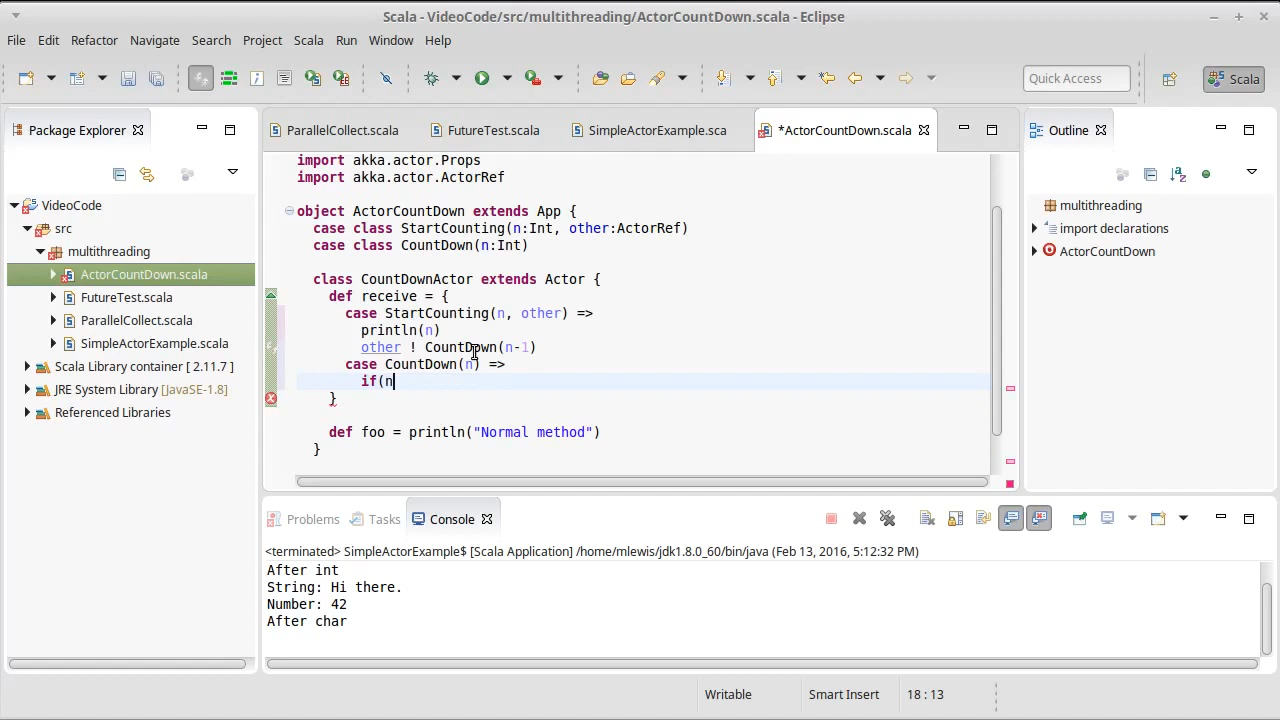 Scala - VideoCode/src/multithreading/ActorCountDown.scala - Eclipse
File Edit Refactor Navigate Search Project Scala Run Window Help
Quick Access
Scala
Package Explorer
VideoCode
src
multithreading
ActorCountDown.scala
FutureTest.scala
ParallelCollect.scala
SimpleActorExample.scala
Scala Library container [ 2.11.7 ]
JRE System Library [JavaSE-1.8]
Referenced Libraries
ParallelCollect.scala FutureTest.scala SimpleActorExample.sca *ActorCountDown.scala
import akka.actor.Props
import akka.actor.ActorRef
object ActorCountDown extends App {
case class StartCounting(n:Int, other:ActorRef)
case class CountDown(n:Int)
class CountDownActor extends Actor {
def receive = {
case StartCounting(n, other) =>
println(n)
other ! CountDown(n-1)
case CountDown(n) =>
if(n
}
def foo = println("Normal method")
}
Outline
multithreading
import declarations
ActorCountDown
Problems Tasks Console
<terminated> SimpleActorExample$ [Scala Application] /home/mlewis/jdk1.8.0_60/bin/java (Feb 13, 2016, 5:12:32 PM)
After int
String: Hi there.
Number: 42
After char
Writable Smart Insert 18 : 13